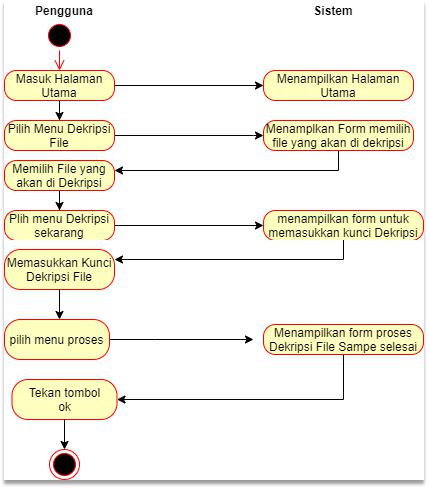 Pengguna
Sistem
Masuk Halaman
Utama
Menampilkan Halaman
Utama
Pilih Menu Dekripsi
File
Menamplkan Form memilih
file yang akan di dekripsi
Memilih File yang
akan di Dekripsi
Plih menu Dekripsi
sekarang
menampilkan form untuk
memasukkan kunci Dekripsi
Memasukkan Kunci
Dekripsi File
pilih menu proses
Menampilkan form proses
Dekripsi File Sampe selesai
Tekan tombol
ok